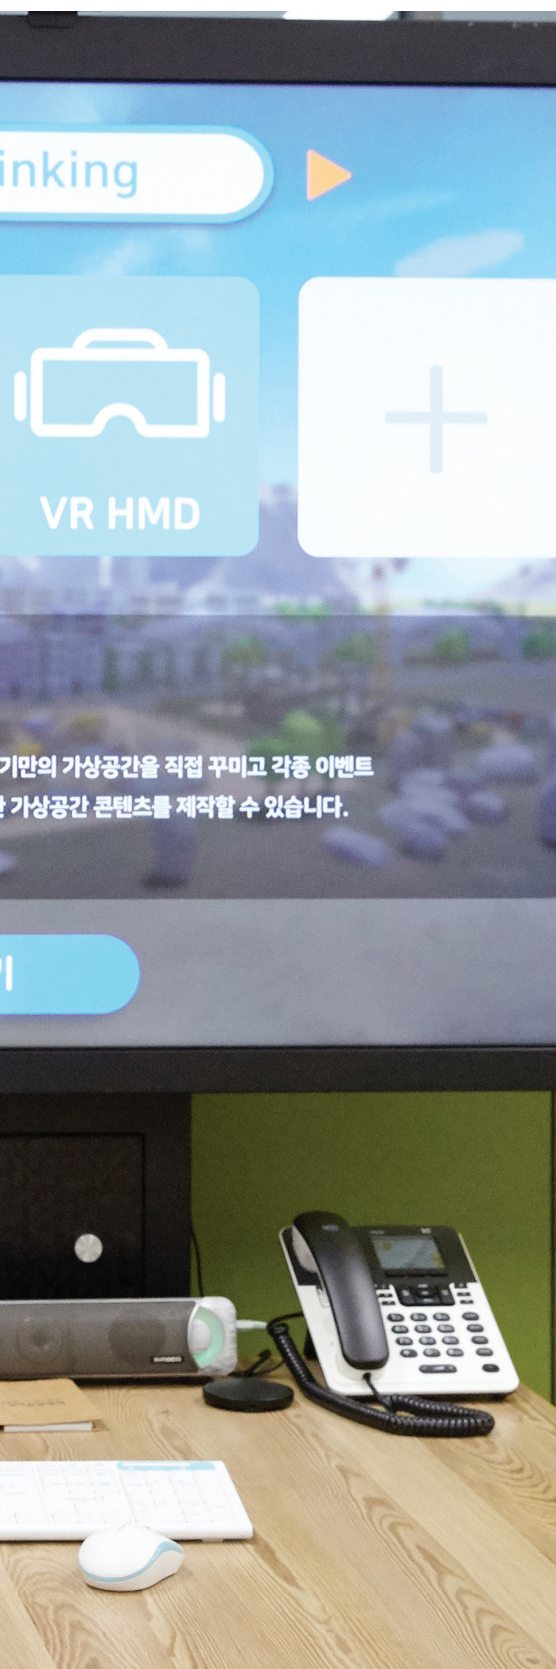 inking
VR HMD
기만의 가상공간을 직접 꾸미고 각종 이벤트
가상공간 콘텐츠를 제작할 수 있습니다.
기